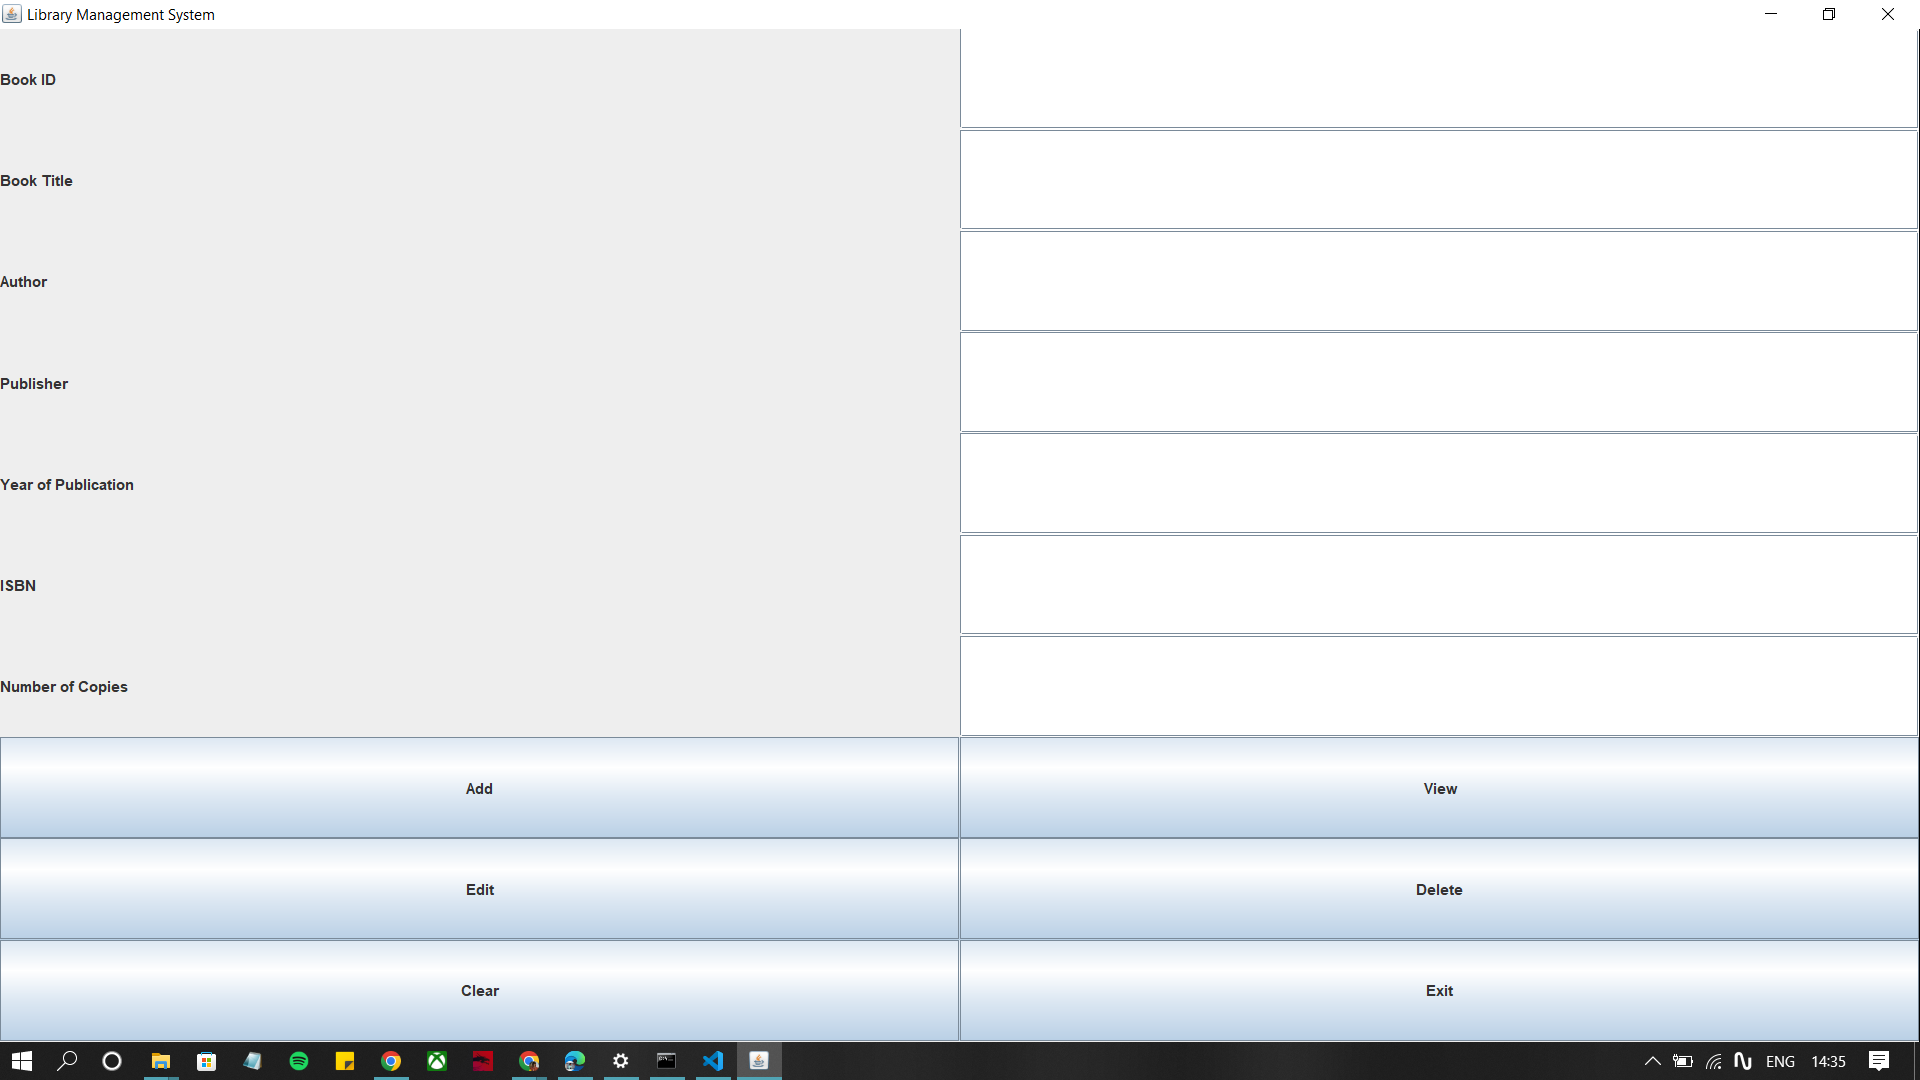 Library Management System
Book ID
Book Title
Author
Publisher
Year of Publication
ISBN
Number of Copies
Add
View
Edit
Delete
Clear
Exit
ENG
14:35